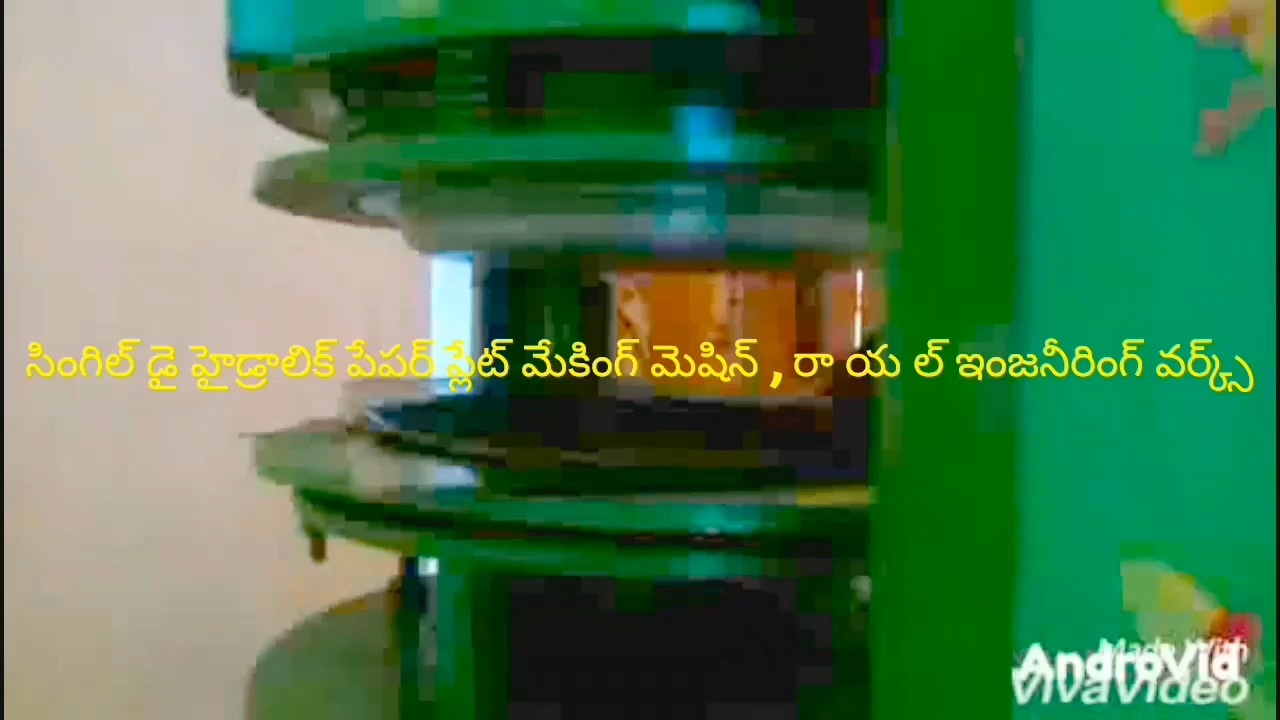 సింగిల్ డై హైడ్రాలిక్ పేపర్ ప్లేట్ మేకింగ్ మెషిన్ , రా య ల్ ఇంజనీరింగ్ వర్క్స్
Made With
AndroVid
VivaVideo